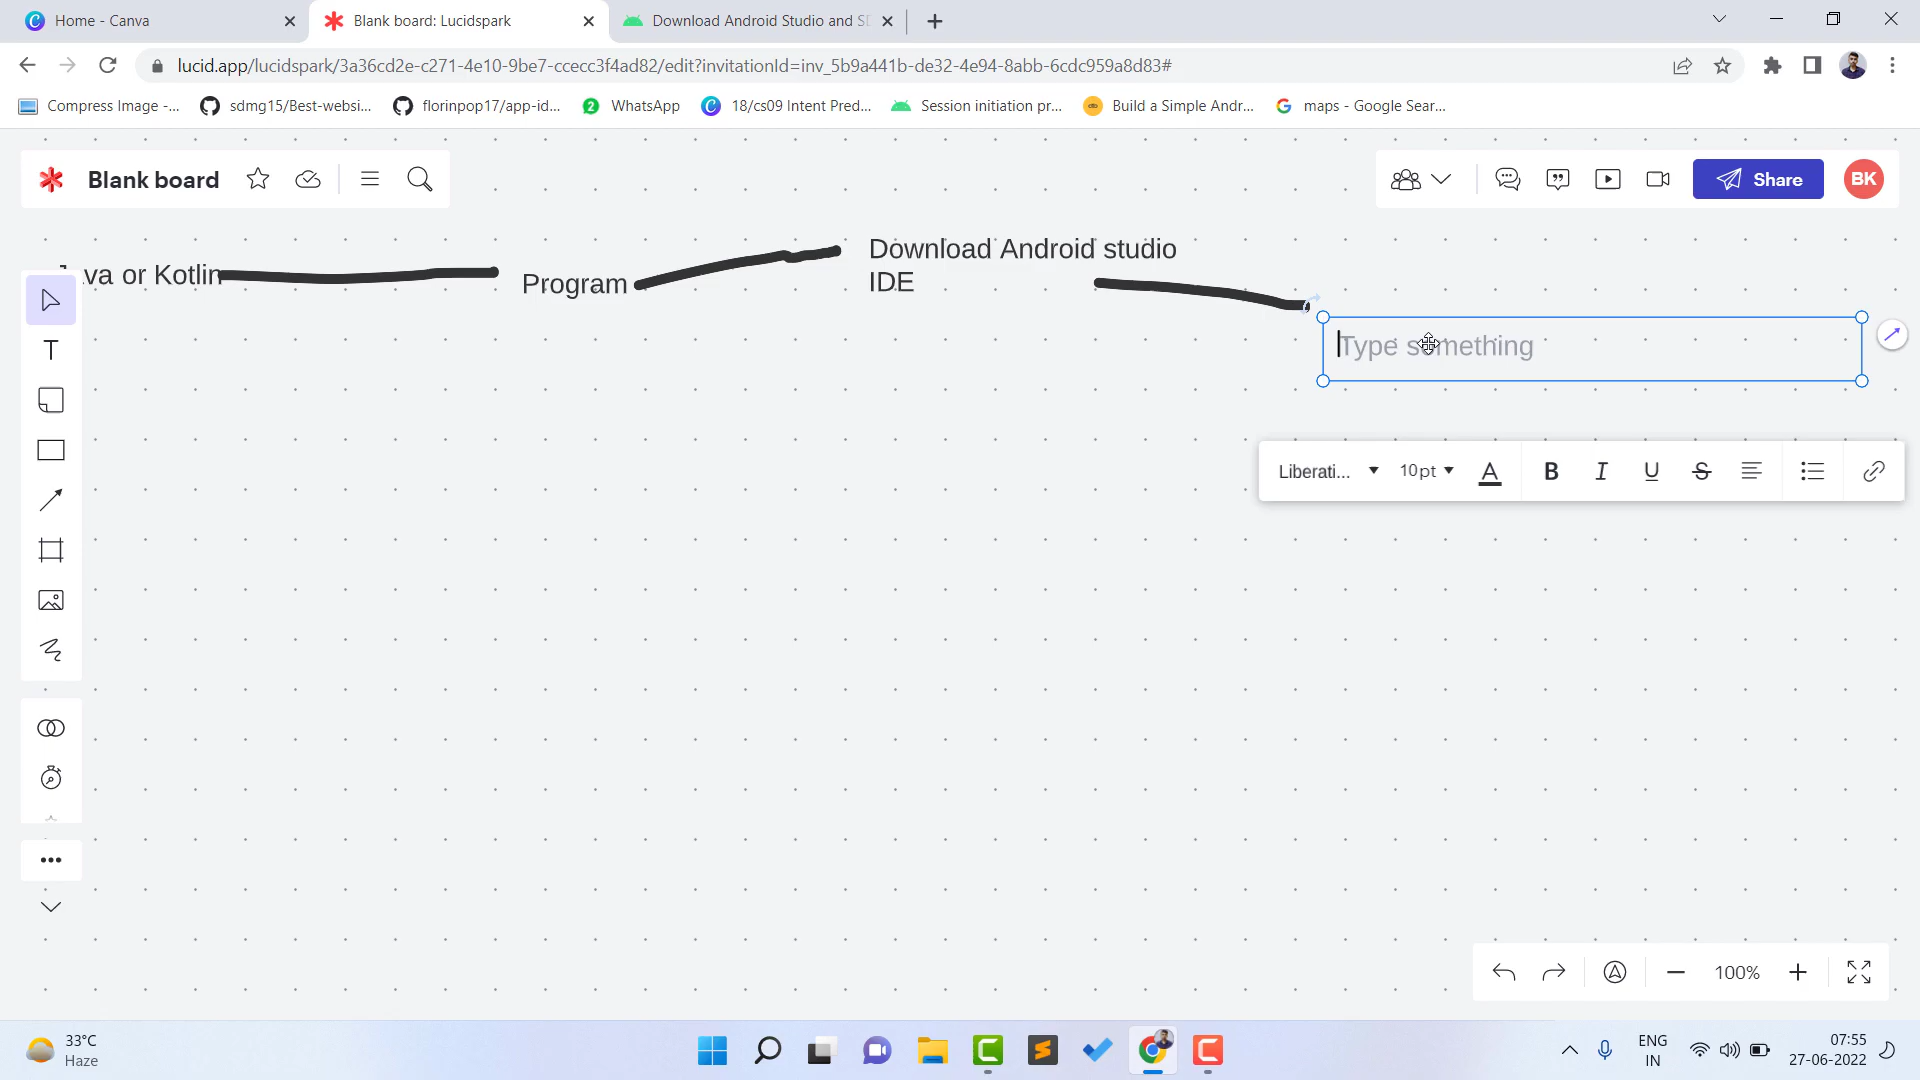 Home - Canva
Blank board: Lucidspark
Download Android Studio and S
lucid.app/lucidspark/3a36cd2e-c271-4e10-9be7-ccecc3f4ad82/edit?invitationId=inv_5b9a441b-de32-4e94-8abb-6cdc959a8d83#
Compress Image -...
sdmg15/Best-websi...
florinpop17/app-id...
2
WhatsApp
18/cs09 Intent Pred...
Session initiation pr...
Build a Simple Andr...
maps - Google Sear...
Blank board
Share
BK
va or Kotlin
Program
Download Android studio
IDE
Type something
T
Liberati...
10pt
A
B
I
U
S
100%
33°C
Haze
ENG
IN
07:55
27-06-2022